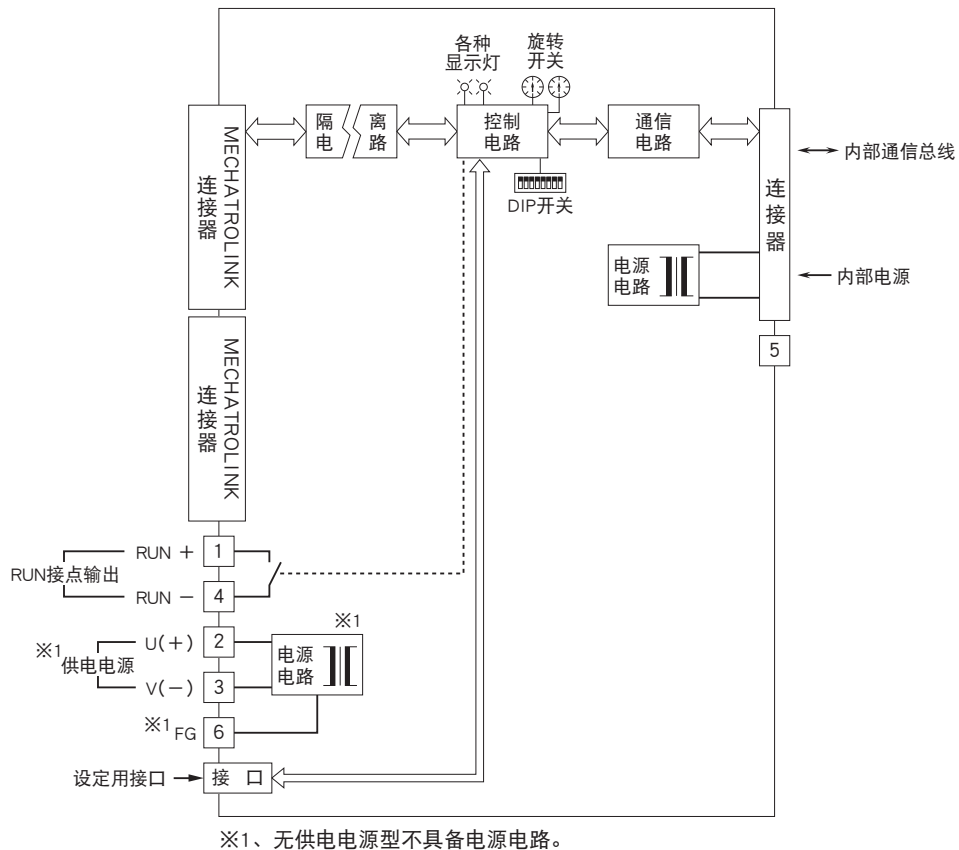 各种
显示灯
旋转
开关
MECHATROLINK
连接器
隔 离
电 路
控制
电路
通信
电路
连接器
内部通信总线
DIP开关
电源
电路
内部电源
5
MECHATROLINK
连接器
RUN接点输出
RUN + 1
RUN − 4
※1供电电源
U(+) 2
V(−) 3
※1
电源
电路
※1 FG 6
设定用接口
接 口
※1、无供电电源型不具备电源电路。